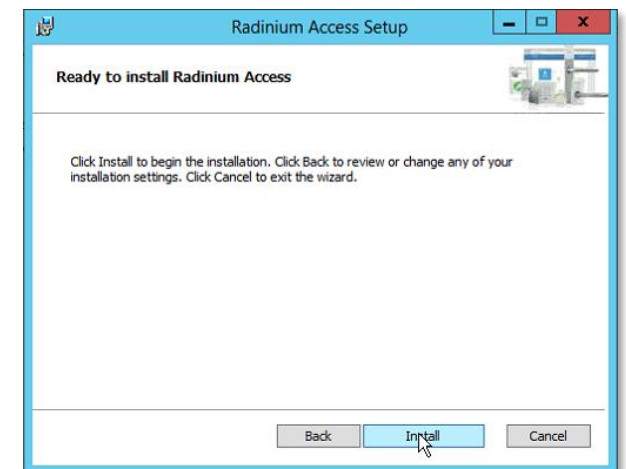 Radinium Access Setup
Ready to install Radinium Access
Click Install to begin the installation. Click Back to review or change any of your
installation settings. Click Cancel to exit the wizard.
Back Install Cancel